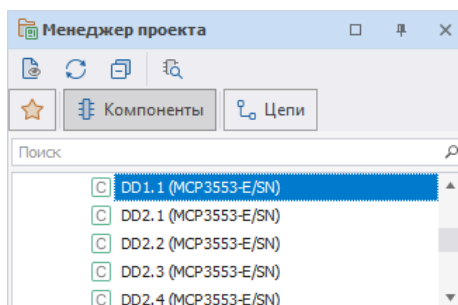 Менеджер проекта
Компоненты
Цепи
Поиск
DD1.1 (MCP3553-E/SN)
DD2.1 (MCP3553-E/SN)
DD2.2 (MCP3553-E/SN)
DD2.3 (MCP3553-E/SN)
DD2.4 (MCP3553-E/SN)